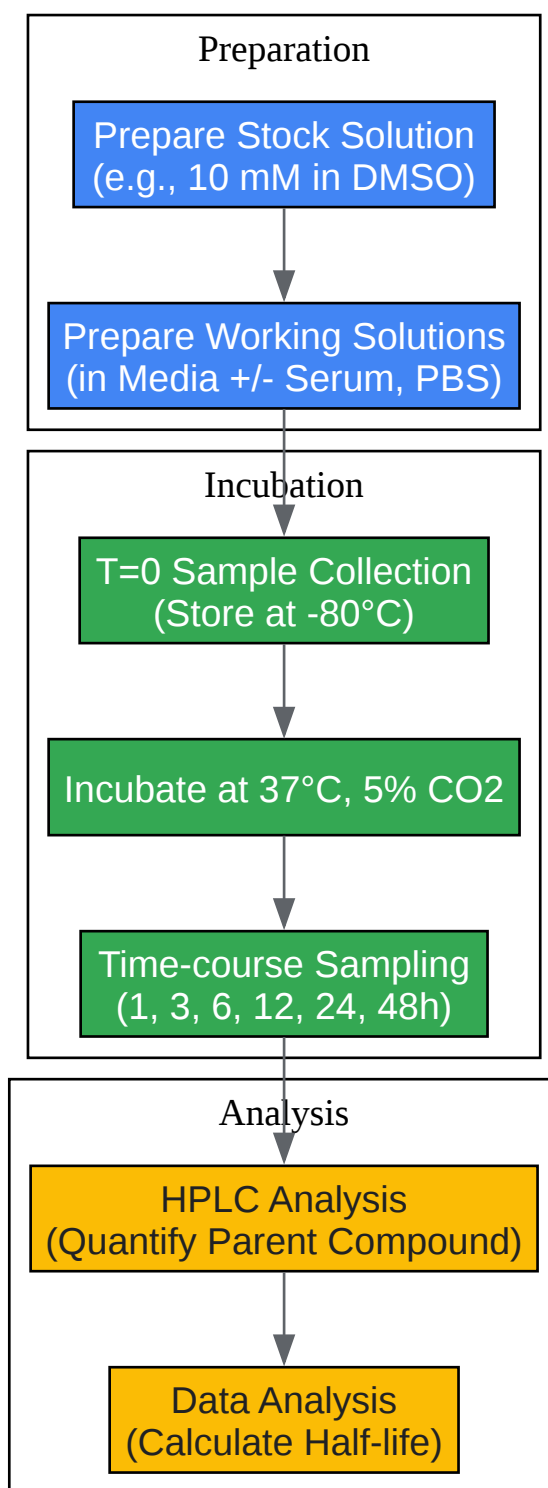 Preparation
Prepare Stock Solution
(e.g., 10 mM in DMSO)
Prepare Working Solutions
(in Media +/- Serum, PBS)
Incubation
T=0 Sample Collection
(Store at -80°C)
Incubate at 37°C, 5% CO2
Time-course Sampling
(1, 3, 6, 12, 24, 48h)
Analysis
HPLC Analysis
(Quantify Parent Compound)
Data Analysis
(Calculate Half-life)